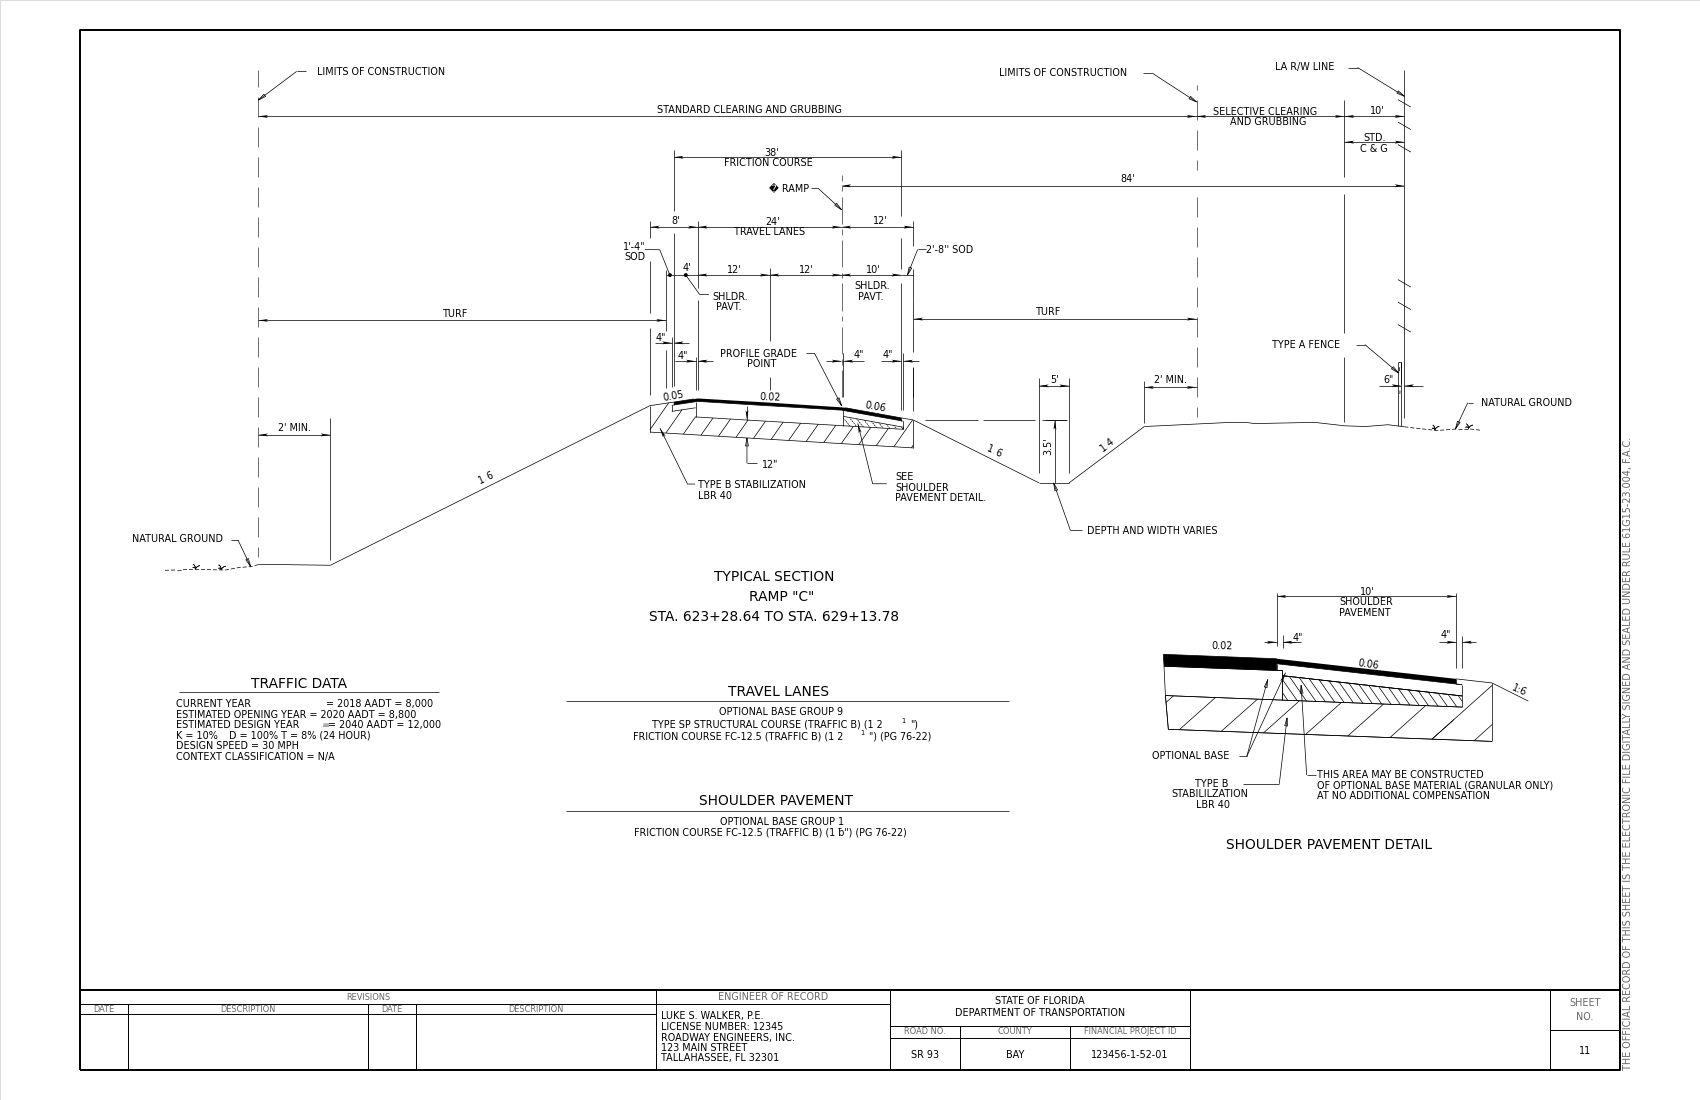 LIMITS OF CONSTRUCTION
LIMITS OF CONSTRUCTION
LA R/W LINE
STANDARD CLEARING AND GRUBBING
SELECTIVE CLEARING
AND GRUBBING
10'
STD.
C & G
38'
FRICTION COURSE
� RAMP
84'
8'
24'
TRAVEL LANES
12'
1'-4"
SOD
2'-8" SOD
4'
12'
12'
10'
SHLDR.
PAVT.
SHLDR.
PAVT.
TURF
TURF
4"
4"
PROFILE GRADE
POINT
4"
4"
TYPE A FENCE
5'
2' MIN.
6"
0.05
0.02
0.06
NATURAL GROUND
2' MIN.
1 6
3.5'
1 4
12"
1 6
TYPE B STABILIZATION
LBR 40
SEE
SHOULDER
PAVEMENT DETAIL.
DEPTH AND WIDTH VARIES
NATURAL GROUND
TYPICAL SECTION
RAMP "C"
STA. 623+28.64 TO STA. 629+13.78
10'
SHOULDER
PAVEMENT
4"
4"
0.02
0.06
1:6
OPTIONAL BASE
TYPE B
STABILILZATION
LBR 40
THIS AREA MAY BE CONSTRUCTED
OF OPTIONAL BASE MATERIAL (GRANULAR ONLY)
AT NO ADDITIONAL COMPENSATION
SHOULDER PAVEMENT DETAIL
TRAFFIC DATA
CURRENT YEAR = 2018 AADT = 8,000
ESTIMATED OPENING YEAR = 2020 AADT = 8,800
ESTIMATED DESIGN YEAR == 2040 AADT = 12,000
K = 10% D = 100% T = 8% (24 HOUR)
DESIGN SPEED = 30 MPH
CONTEXT CLASSIFICATION = N/A
TRAVEL LANES
OPTIONAL BASE GROUP 9
TYPE SP STRUCTURAL COURSE (TRAFFIC B) (1 2 1 ")
FRICTION COURSE FC-12.5 (TRAFFIC B) (1 2 1 ") (PG 76-22)
SHOULDER PAVEMENT
OPTIONAL BASE GROUP 1
FRICTION COURSE FC-12.5 (TRAFFIC B) (1 b") (PG 76-22)
THE OFFICIAL RECORD OF THIS SHEET IS THE ELECTRONIC FILE DIGITALLY SIGNED AND SEALED UNDER RULE 61G15-23.004, F.A.C.
REVISIONS
DATE DESCRIPTION DATE DESCRIPTION
ENGINEER OF RECORD
LUKE S. WALKER, P.E.
LICENSE NUMBER: 12345
ROADWAY ENGINEERS, INC.
123 MAIN STREET
TALLAHASSEE, FL 32301
STATE OF FLORIDA
DEPARTMENT OF TRANSPORTATION
ROAD NO. COUNTY FINANCIAL PROJECT ID
SR 93 BAY 123456-1-52-01
SHEET
NO.
11